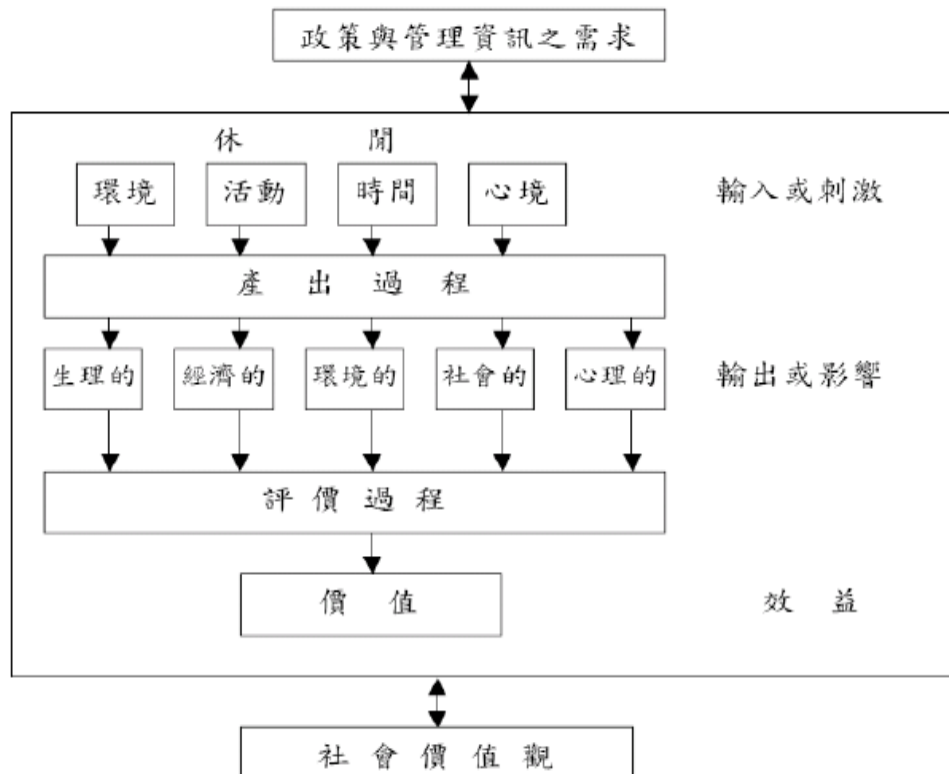 政策與管理資訊之需求
休 閒
環境 活動 時間 心境 輸入或刺激
產出過程
生理的 經濟的 環境的 社會的 心理的 輸出或影響
評價過程
價值 效益
社會價值觀